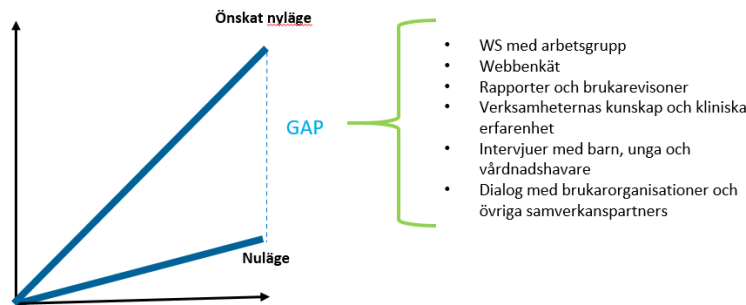 Önskat nyläge
GAP
Nuläge
• WS med arbetsgrupp
• Webbenkät
• Rapporter och brukarevisoner
• Verksamheternas kunskap och kliniska
erfarenhet
• Intervjuer med barn, unga och
vårdnadshavare
• Dialog med brukarorganisationer och
övriga samverkanspartners